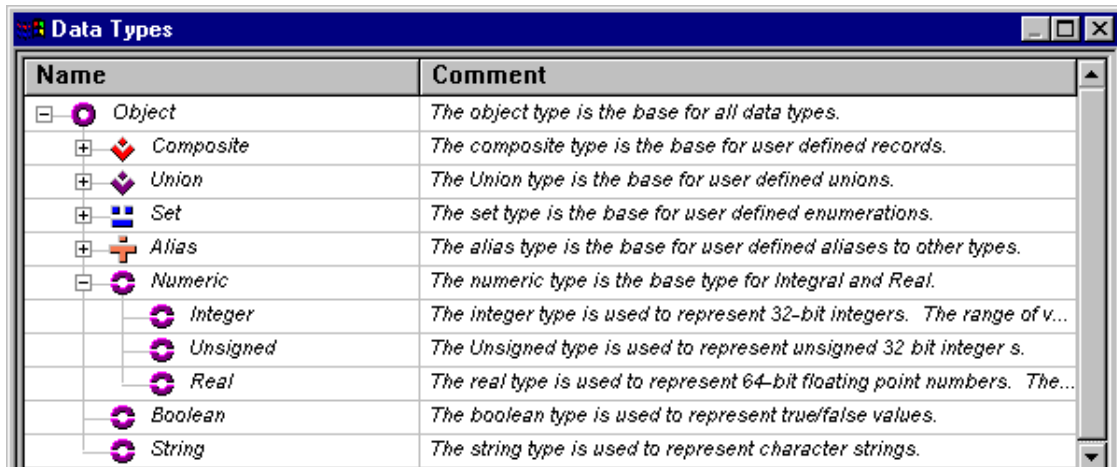 Data Types
Name Comment
Object The object type is the base for all data types.
Composite The composite type is the base for user defined records.
Union The Union type is the base for user defined unions.
Set The set type is the base for user defined enumerations.
Alias The alias type is the base for user defined aliases to other types.
Numeric The numeric type is the base type for Integral and Real.
Integer The integer type is used to represent 32-bit integers. The range of v...
Unsigned The Unsigned type is used to represent unsigned 32 bit integer s.
Real The real type is used to represent 64-bit floating point numbers. The...
Boolean The boolean type is used to represent true/false values.
String The string type is used to represent character strings.